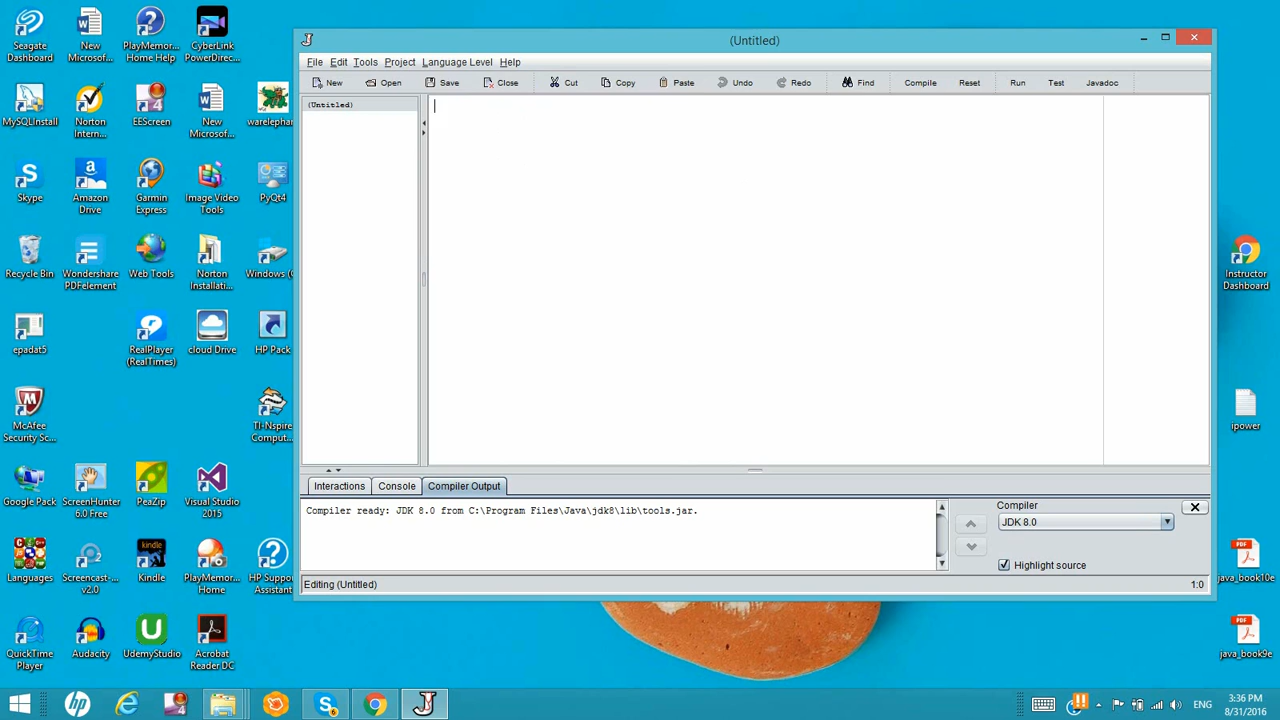 Seagate Dashboard
New Microsof...
PlayMemor... Home Help
CyberLink PowerDirec...
MySQLInstall
Norton Intern...
EEScreen
New Microsof...
warelephan
Skype
Amazon Drive
Garmin Express
Image Video Tools
PyQt4
Recycle Bin
Wondershare PDFelement
Web Tools
Norton Installati...
Windows (C
epadat5
RealPlayer (RealTimes)
cloud Drive
HP Pack
McAfee Security Sc...
TI-Nspire Comput...
Google Pack
ScreenHunter 6.0 Free
PeaZip
Visual Studio 2015
Languages
Screencast-... v2.0
Kindle
PlayMemor... Home
HP Support Assistant
QuickTime Player
Audacity
UdemyStudio
Acrobat Reader DC
(Untitled)
File Edit Tools Project Language Level Help
New Open Save Close Cut Copy Paste Undo Redo Find Compile Reset Run Test Javadoc
(Untitled)
Interactions Console Compiler Output
Compiler ready: JDK 8.0 from C:\Program Files\Java\jdk8\lib\tools.jar.
Compiler
JDK 8.0
Highlight source
Editing (Untitled)
1:0
Instructor Dashboard
ipower
java_book10e
java_book9e
ENG
3:36 PM
8/31/2016